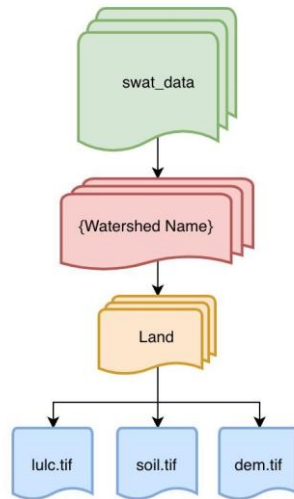 swat_data
{Watershed Name}
Land
lulc.tif
soil.tif
dem.tif